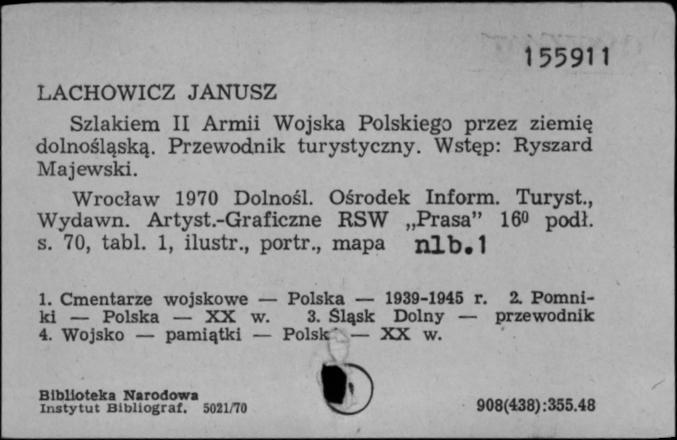 155911
LACHOWICZ JANUSZ
Szlakiem II Armii Wojska Polskiego przez ziemię
dolnośląską. Przewodnik turystyczny. Wstęp: Ryszard
Majewski.
Wrocław 1970 Dolnośl. Ośrodek Inform. Turyst.,
Wydawn. Artyst.-Graficzne RSW „Prasa” 16⁰ podł.
s. 70, tabl. 1, ilustr., portr., mapa nlb.1
1. Cmentarze wojskowe — Polska — 1939-1945 r. 2. Pomni-
ki — Polska — XX w. 3. Śląsk Dolny — przewodnik
4. Wojsko — pamiątki — Polsk — XX w.
Biblioteka Narodowa
Instytut Bibliograf. 5021/70
908(438):355.48